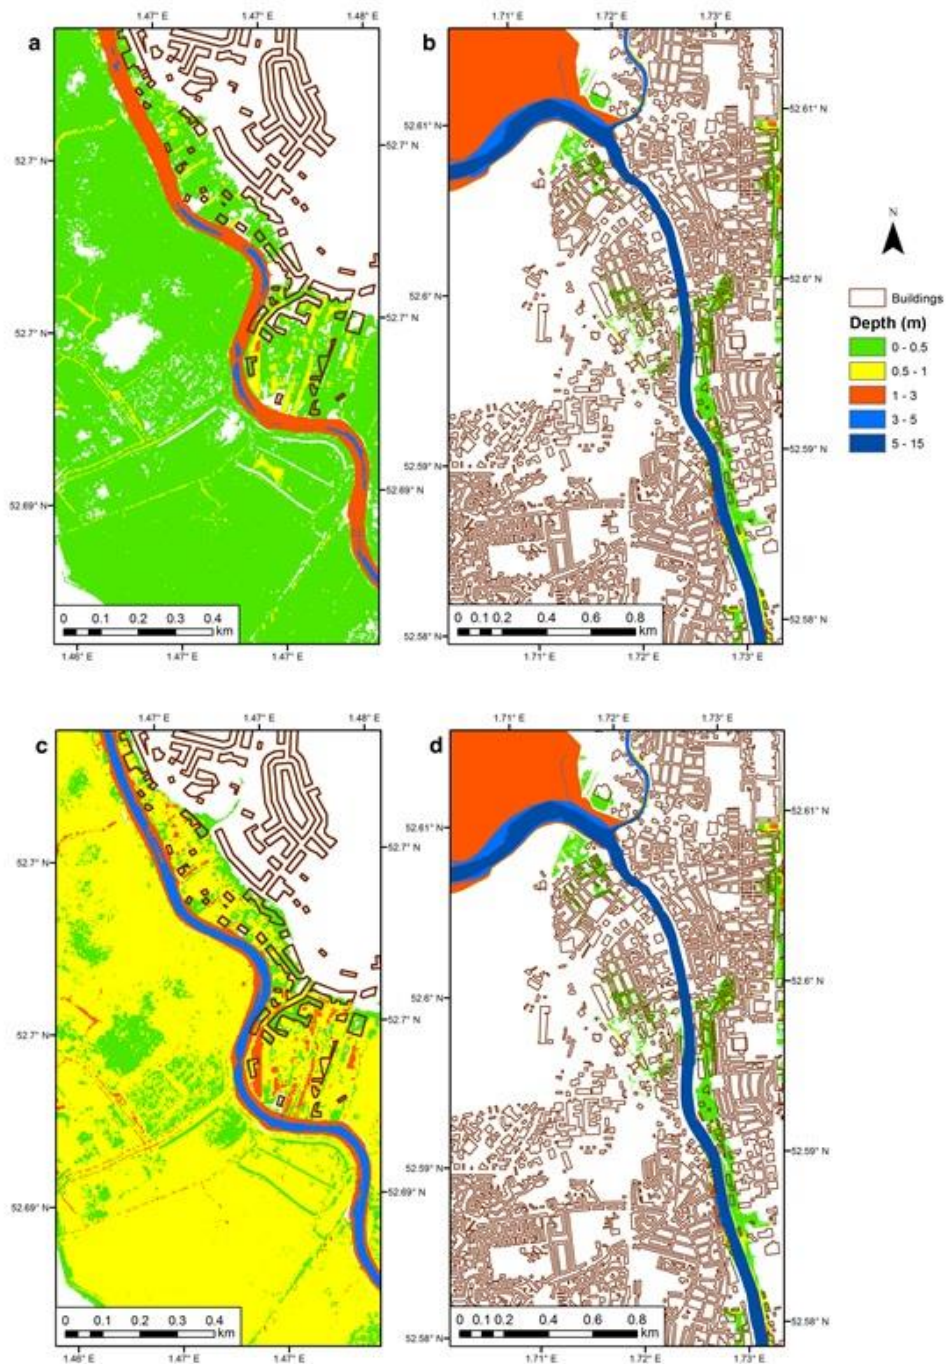 1.47° E 1.47° E 1.48° E
a
52.7° N
52.7° N
52.7° N
52.7° N
52.69° N
52.69° N
0 0.1 0.2 0.3 0.4
km
1.46° E 1.47° E 1.47° E
1.71° E 1.72° E 1.73° E
b
52.61° N
52.61° N
52.6° N
52.6° N
52.59° N
52.59° N
52.58° N
52.58° N
0 0.1 0.2 0.4 0.6 0.8
km
1.71° E 1.72° E 1.73° E
N
Buildings
Depth (m)
0 - 0.5
0.5 - 1
1 - 3
3 - 5
5 - 15
1.47° E 1.47° E 1.48° E
c
52.7° N
52.7° N
52.7° N
52.7° N
52.69° N
52.69° N
0 0.1 0.2 0.3 0.4
km
1.46° E 1.47° E 1.47° E
1.71° E 1.72° E 1.73° E
d
52.61° N
52.61° N
52.6° N
52.6° N
52.59° N
52.59° N
52.58° N
52.58° N
0 0.1 0.2 0.4 0.6 0.8
km
1.71° E 1.72° E 1.73° E